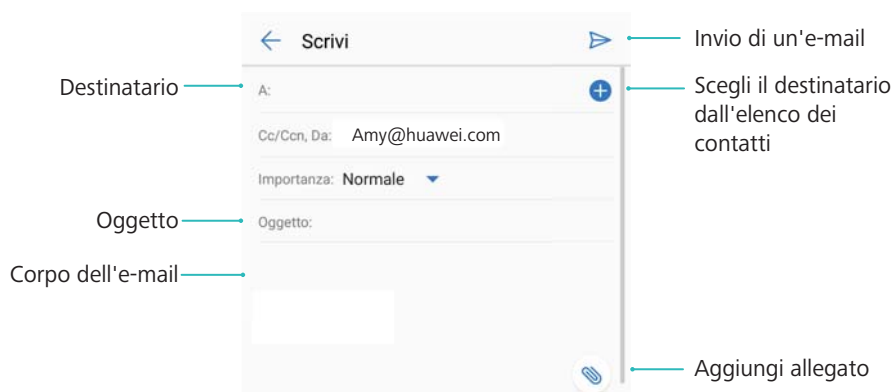 Scrivi
Invio di un'e-mail
Destinatario
A:
Scegli il destinatario
dall'elenco dei
contatti
Cc/Ccn, Da: Amy@huawei.com
Importanza: Normale
Oggetto
Oggetto:
Corpo dell'e-mail
Aggiungi allegato